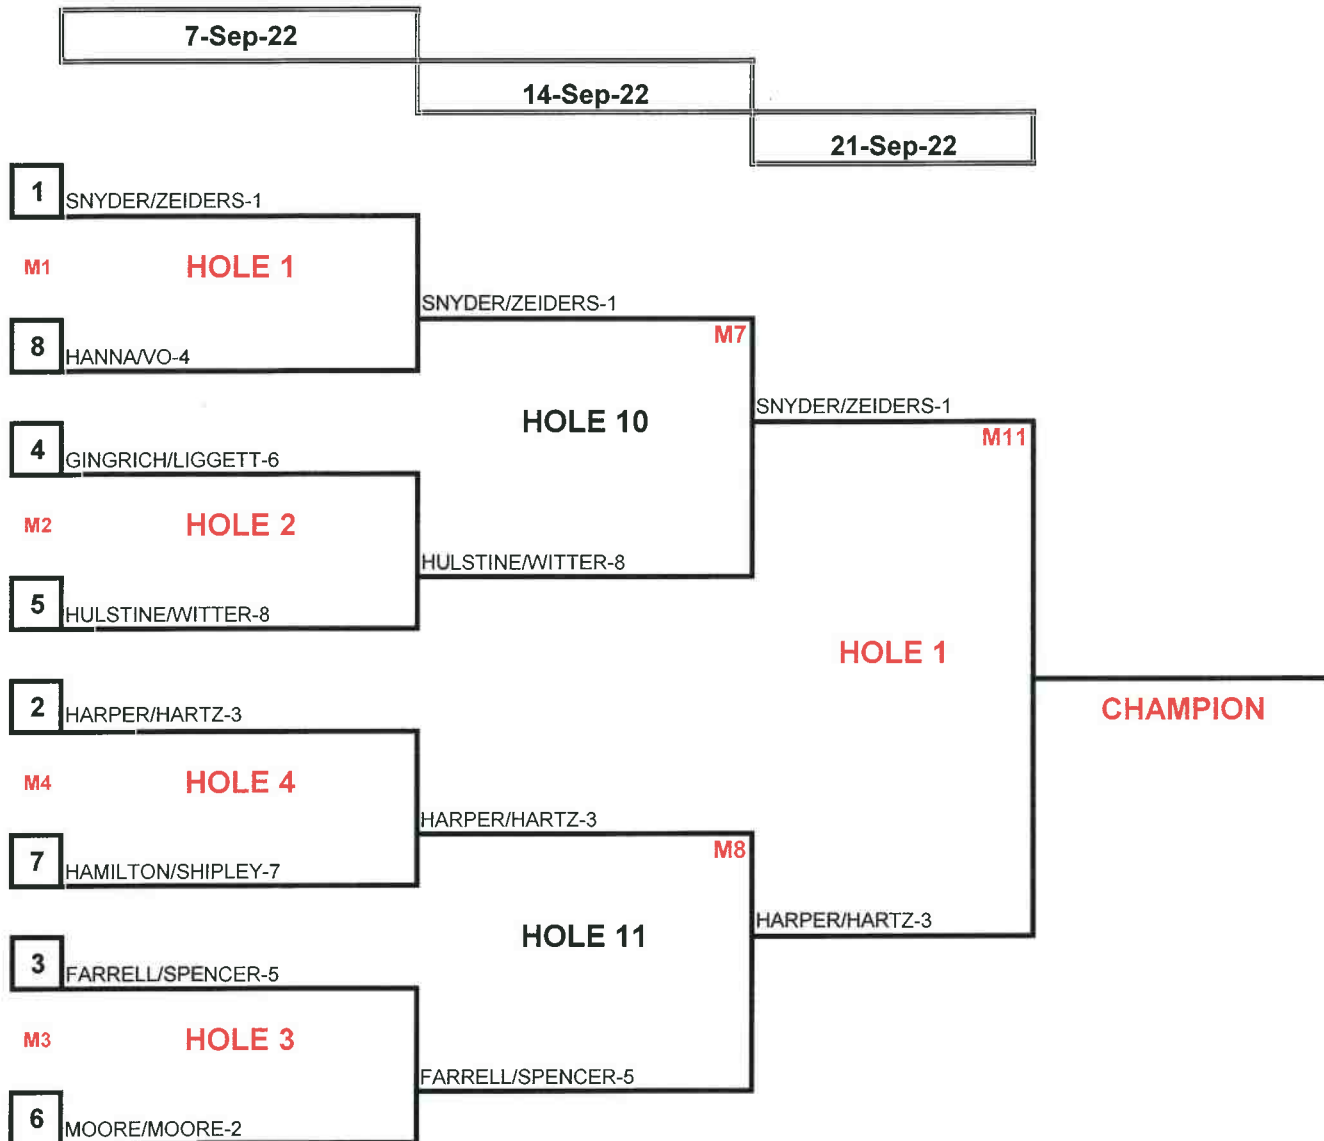 7-Sep-22
14-Sep-22
21-Sep-22
1
SNYDER/ZEIDERS-1
M1
HOLE 1
SNYDER/ZEIDERS-1
M7
8
HANNA/VO-4
HOLE 10
SNYDER/ZEIDERS-1
M11
4
GINGRICH/LIGGETT-6
M2
HOLE 2
HULSTINE/WITTER-8
5
HULSTINE/WITTER-8
HOLE 1
2
HARPER/HARTZ-3
CHAMPION
M4
HOLE 4
HARPER/HARTZ-3
M8
7
HAMILTON/SHIPLEY-7
HOLE 11
HARPER/HARTZ-3
3
FARRELL/SPENCER-5
M3
HOLE 3
FARRELL/SPENCER-5
6
MOORE/MOORE-2